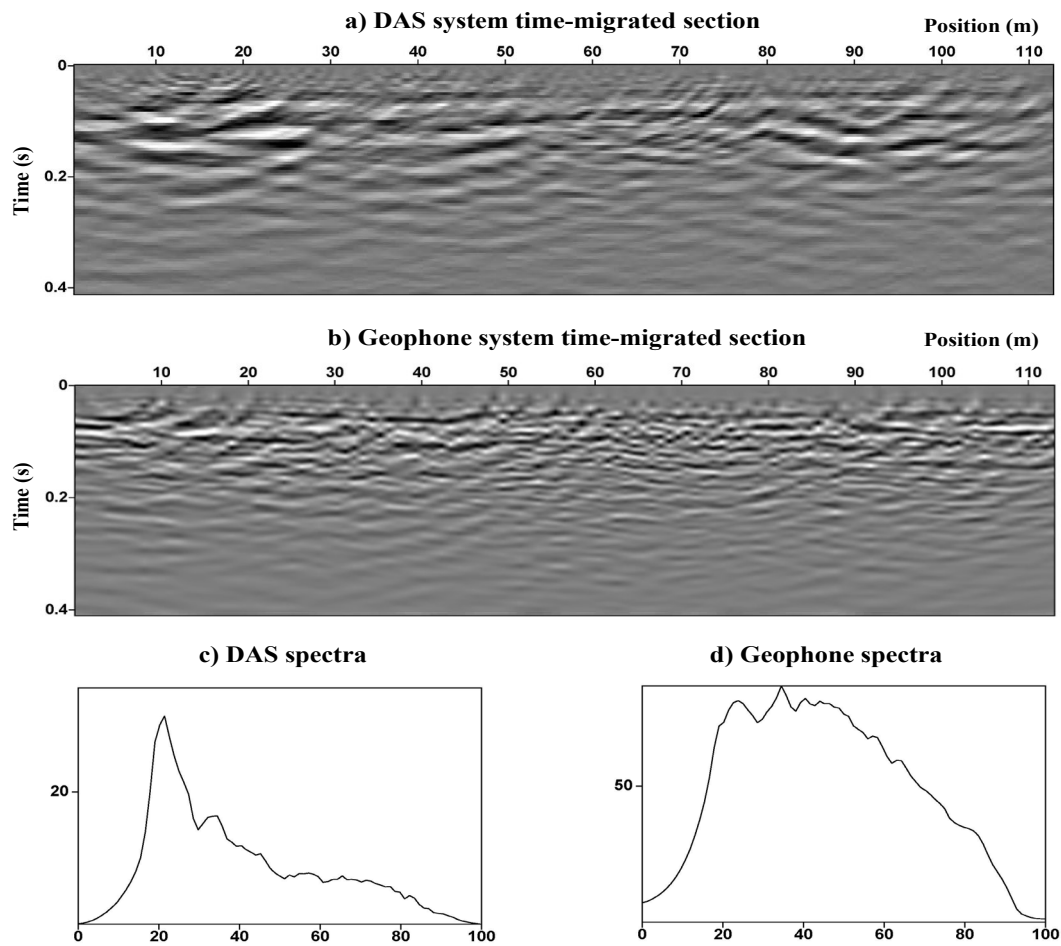 a) DAS system time-migrated section Position (m)
10 20 30 40 50 60 70 80 90 100 110
0
0.2
0.4
Time (s)
b) Geophone system time-migrated section Position (m)
10 20 30 40 50 60 70 80 90 100 110
0
0.2
0.4
Time (s)
c) DAS spectra
20
0 20 40 60 80 100
d) Geophone spectra
50
0 20 40 60 80 100